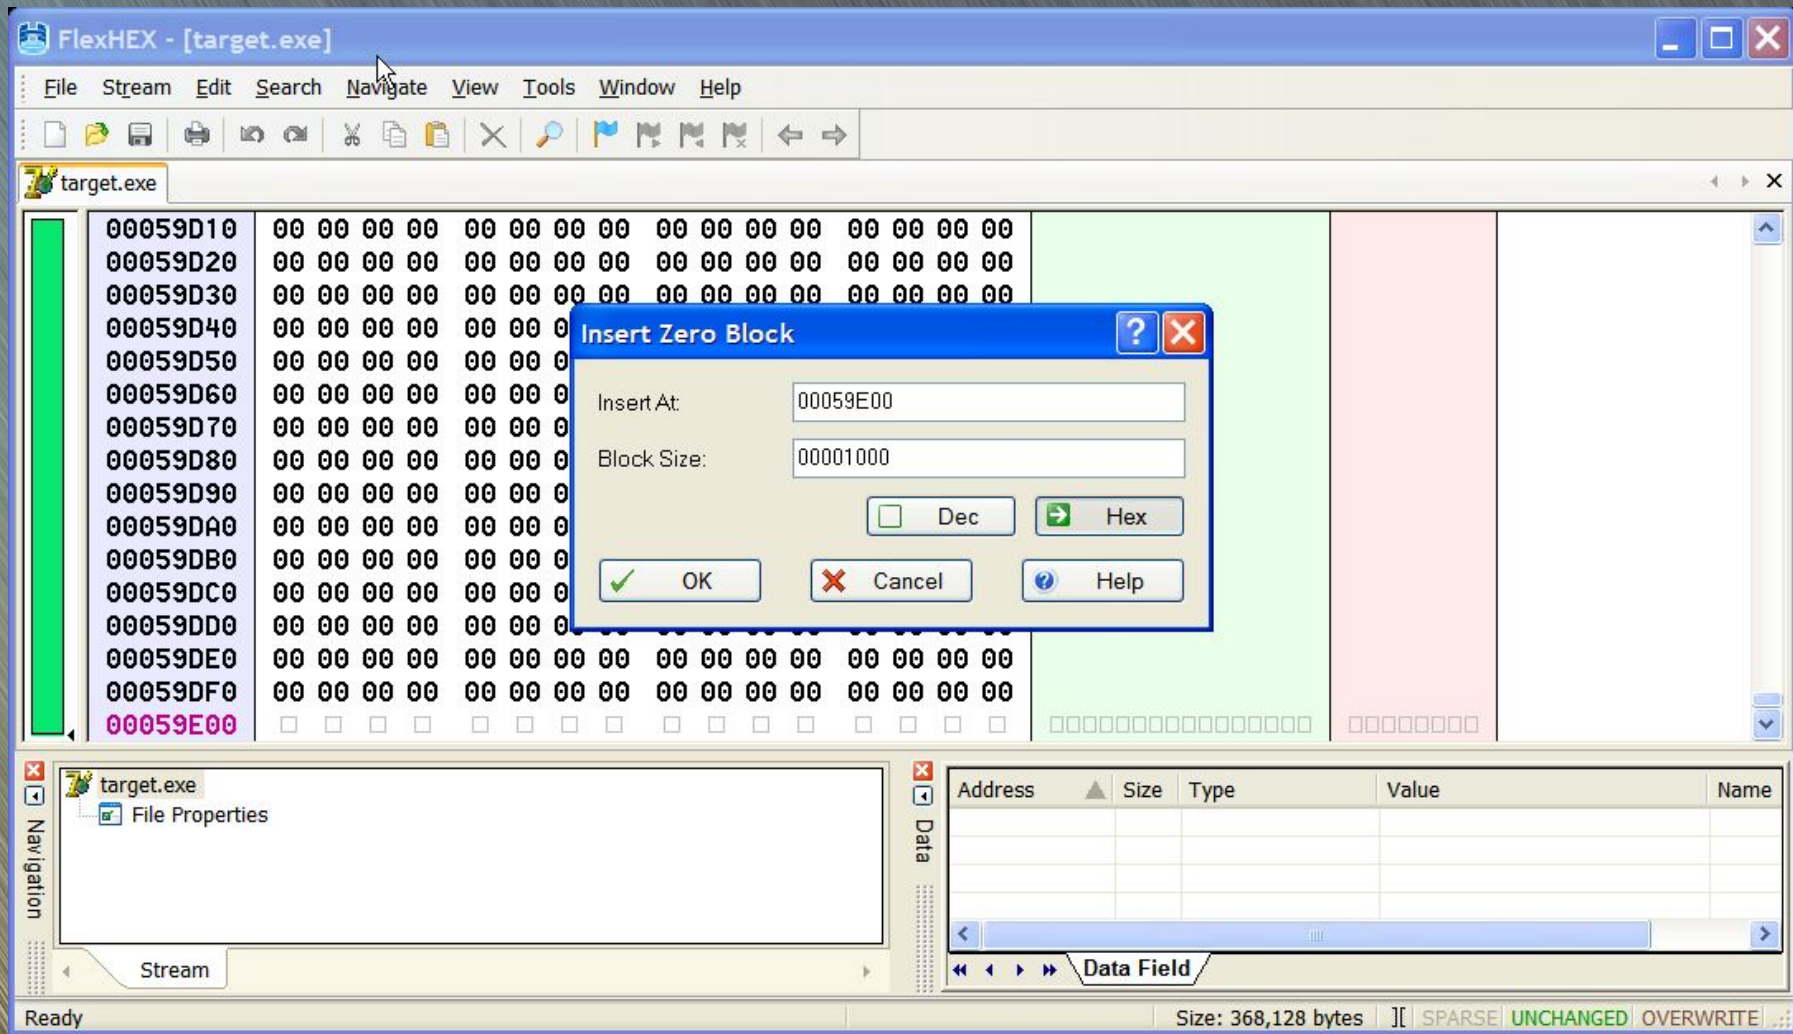 FlexHEX - [target.exe]
File Stream Edit Search Navigate View Tools Window Help
target.exe
00059D10 00 00 00 00 00 00 00 00 00 00 00 00 00 00 00 00
00059D20 00 00 00 00 00 00 00 00 00 00 00 00 00 00 00 00
00059D30 00 00 00 00 00 00 00 00 00 00 00 00 00 00 00 00
00059D40 00 00 00 00 00 00 0
00059D50 00 00 00 00 00 00 0
00059D60 00 00 00 00 00 00 0
00059D70 00 00 00 00 00 00 0
00059D80 00 00 00 00 00 00 0
00059D90 00 00 00 00 00 00 0
00059DA0 00 00 00 00 00 00 0
00059DB0 00 00 00 00 00 00 0
00059DC0 00 00 00 00 00 00 0
00059DD0 00 00 00 00 00 00 0
00059DE0 00 00 00 00 00 00 00 00 00 00 00 00 00 00 00 00
00059DF0 00 00 00 00 00 00 00 00 00 00 00 00 00 00 00 00
00059E00
Insert Zero Block
Insert At: 00059E00
Block Size: 00001000
Dec Hex
OK Cancel Help
Navigation
target.exe
File Properties
Stream
Data
Address Size Type Value Name
Data Field
Ready Size: 368,128 bytes ][ SPARSE UNCHANGED OVERWRITE